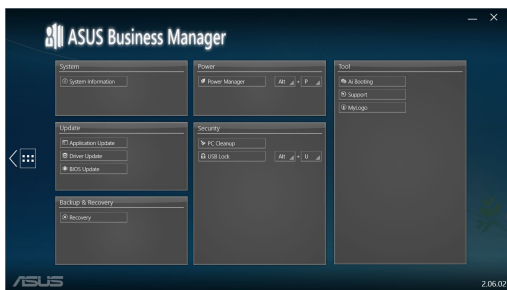 ASUS Business Manager
System
System Information
Power
Power Manager Alt + P
Tool
Ai Booting
Support
MyLogo
Update
Application Update
Driver Update
BIOS Update
Security
PC Cleanup
USB Lock Alt + U
Backup & Recovery
Recovery
ASUS
2.06.02